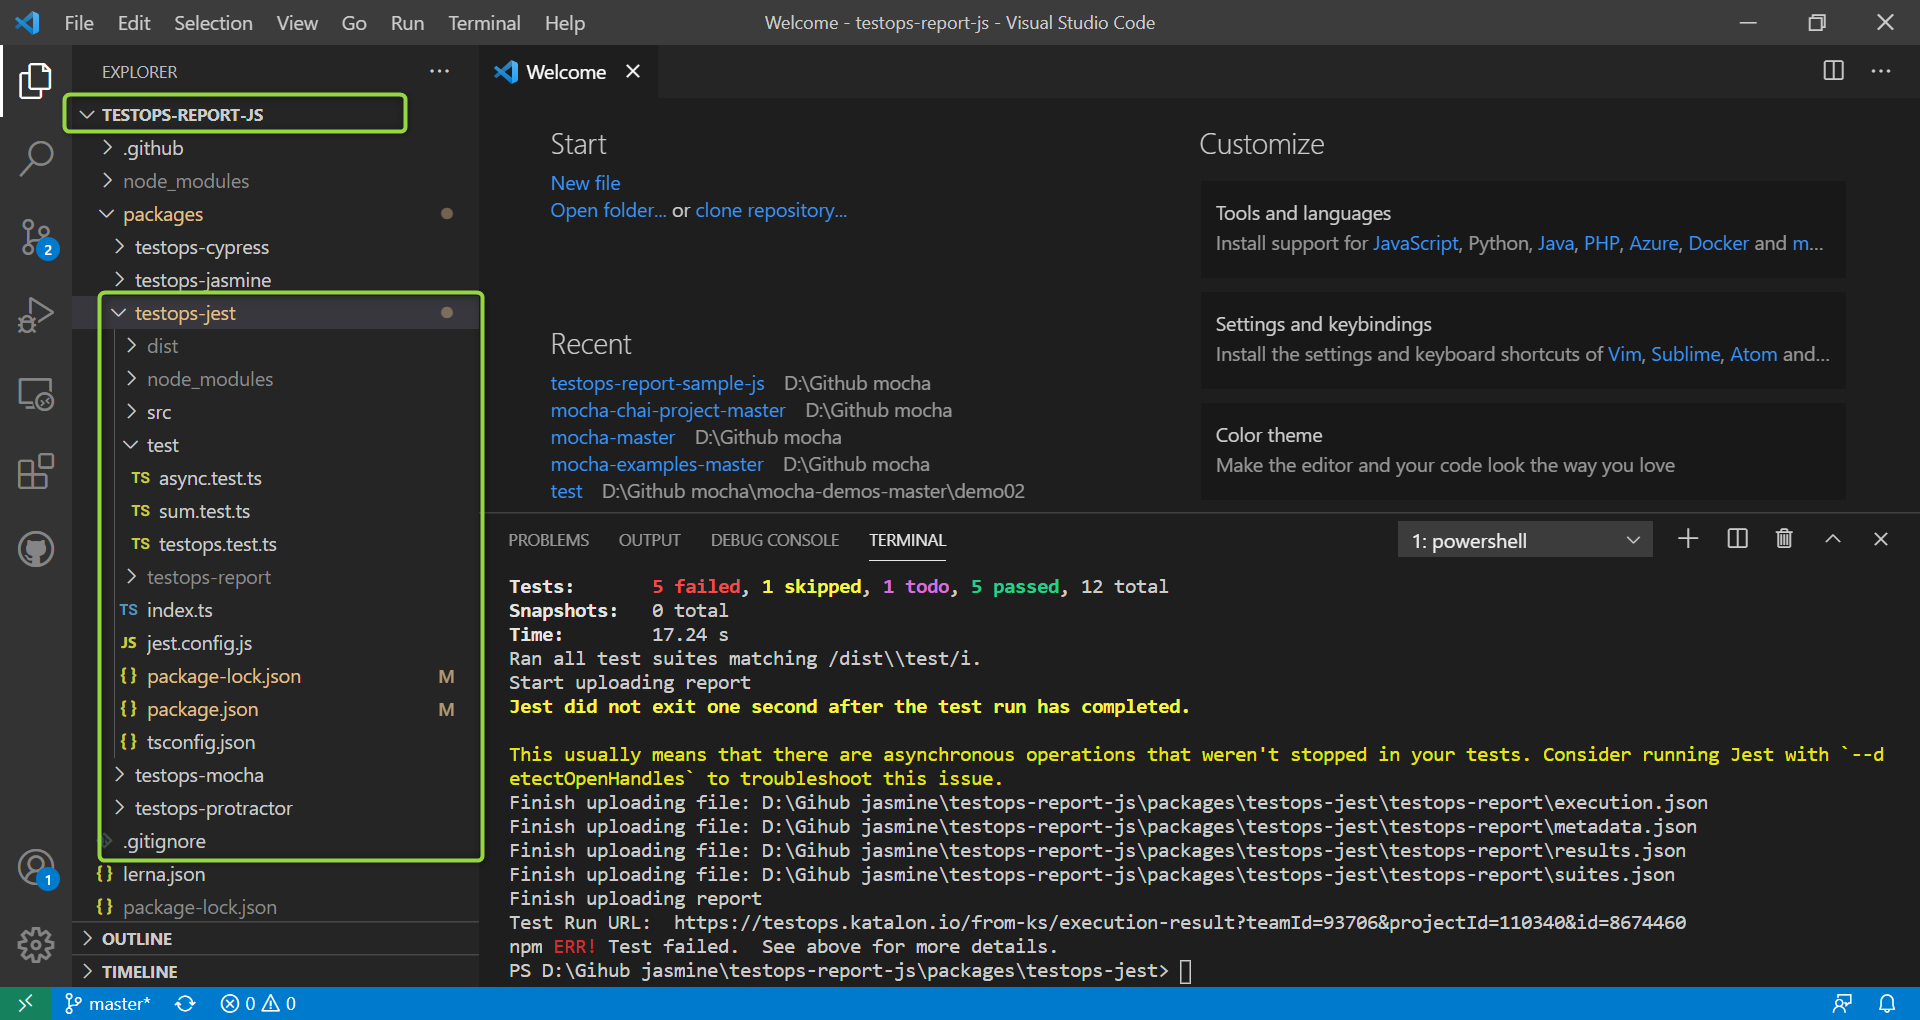 File Edit Selection View Go Run Terminal Help
Welcome - testops-report-js - Visual Studio Code
EXPLORER
TESTOPS-REPORT-JS
.github
node_modules
packages
testops-cypress
testops-jasmine
testops-jest
dist
node_modules
src
test
TS async.test.ts
TS sum.test.ts
TS testops.test.ts
testops-report
TS index.ts
JS jest.config.js
{} package-lock.json M
{} package.json M
{} tsconfig.json
testops-mocha
testops-protractor
.gitignore
{} lerna.json
{} package-lock.json
OUTLINE
TIMELINE
2
1
Welcome
Start
New file
Open folder... or clone repository...
Recent
testops-report-sample-js D:\Github mocha
mocha-chai-project-master D:\Github mocha
mocha-master D:\Github mocha
mocha-examples-master D:\Github mocha
test D:\Github mocha\mocha-demos-master\demo02
Customize
Tools and languages
Install support for JavaScript, Python, Java, PHP, Azure, Docker and m...
Settings and keybindings
Install the settings and keyboard shortcuts of Vim, Sublime, Atom and...
Color theme
Make the editor and your code look the way you love
PROBLEMS OUTPUT DEBUG CONSOLE TERMINAL
1: powershell
Tests: 5 failed, 1 skipped, 1 todo, 5 passed, 12 total
Snapshots: 0 total
Time: 17.24 s
Ran all test suites matching /dist\\test/i.
Start uploading report
Jest did not exit one second after the test run has completed.
This usually means that there are asynchronous operations that weren't stopped in your tests. Consider running Jest with `--d
etectOpenHandles` to troubleshoot this issue.
Finish uploading file: D:\Gihub jasmine\testops-report-js\packages\testops-jest\testops-report\execution.json
Finish uploading file: D:\Gihub jasmine\testops-report-js\packages\testops-jest\testops-report\metadata.json
Finish uploading file: D:\Gihub jasmine\testops-report-js\packages\testops-jest\testops-report\results.json
Finish uploading file: D:\Gihub jasmine\testops-report-js\packages\testops-jest\testops-report\suites.json
Finish uploading report
Test Run URL: https://testops.katalon.io/from-ks/execution-result?teamId=93706&projectId=110340&id=8674460
npm ERR! Test failed. See above for more details.
PS D:\Gihub jasmine\testops-report-js\packages\testops-jest>
master* 0 0